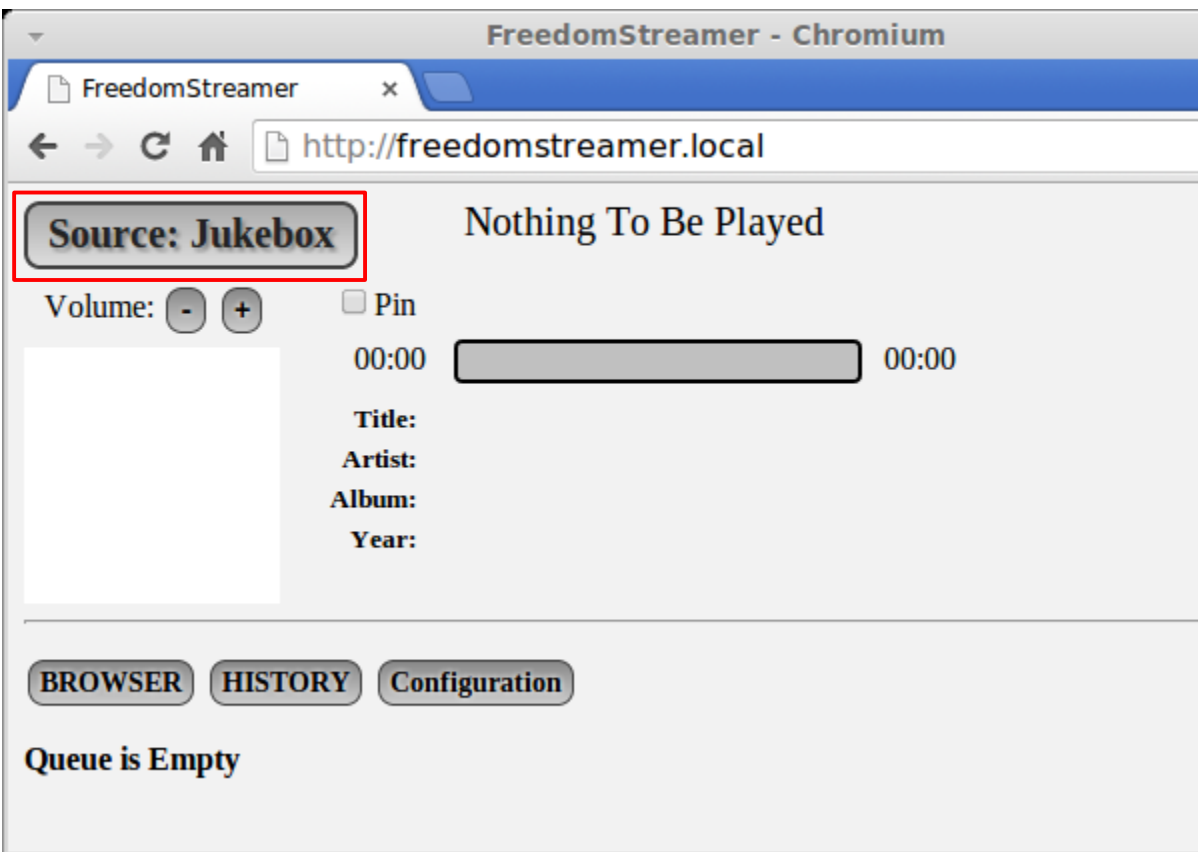 FreedomStreamer - Chromium
FreedomStreamer ×
http://freedomstreamer.local
Source: Jukebox Nothing To Be Played
Volume: - + Pin
00:00 00:00
Title:
Artist:
Album:
Year:
BROWSER HISTORY Configuration
Queue is Empty